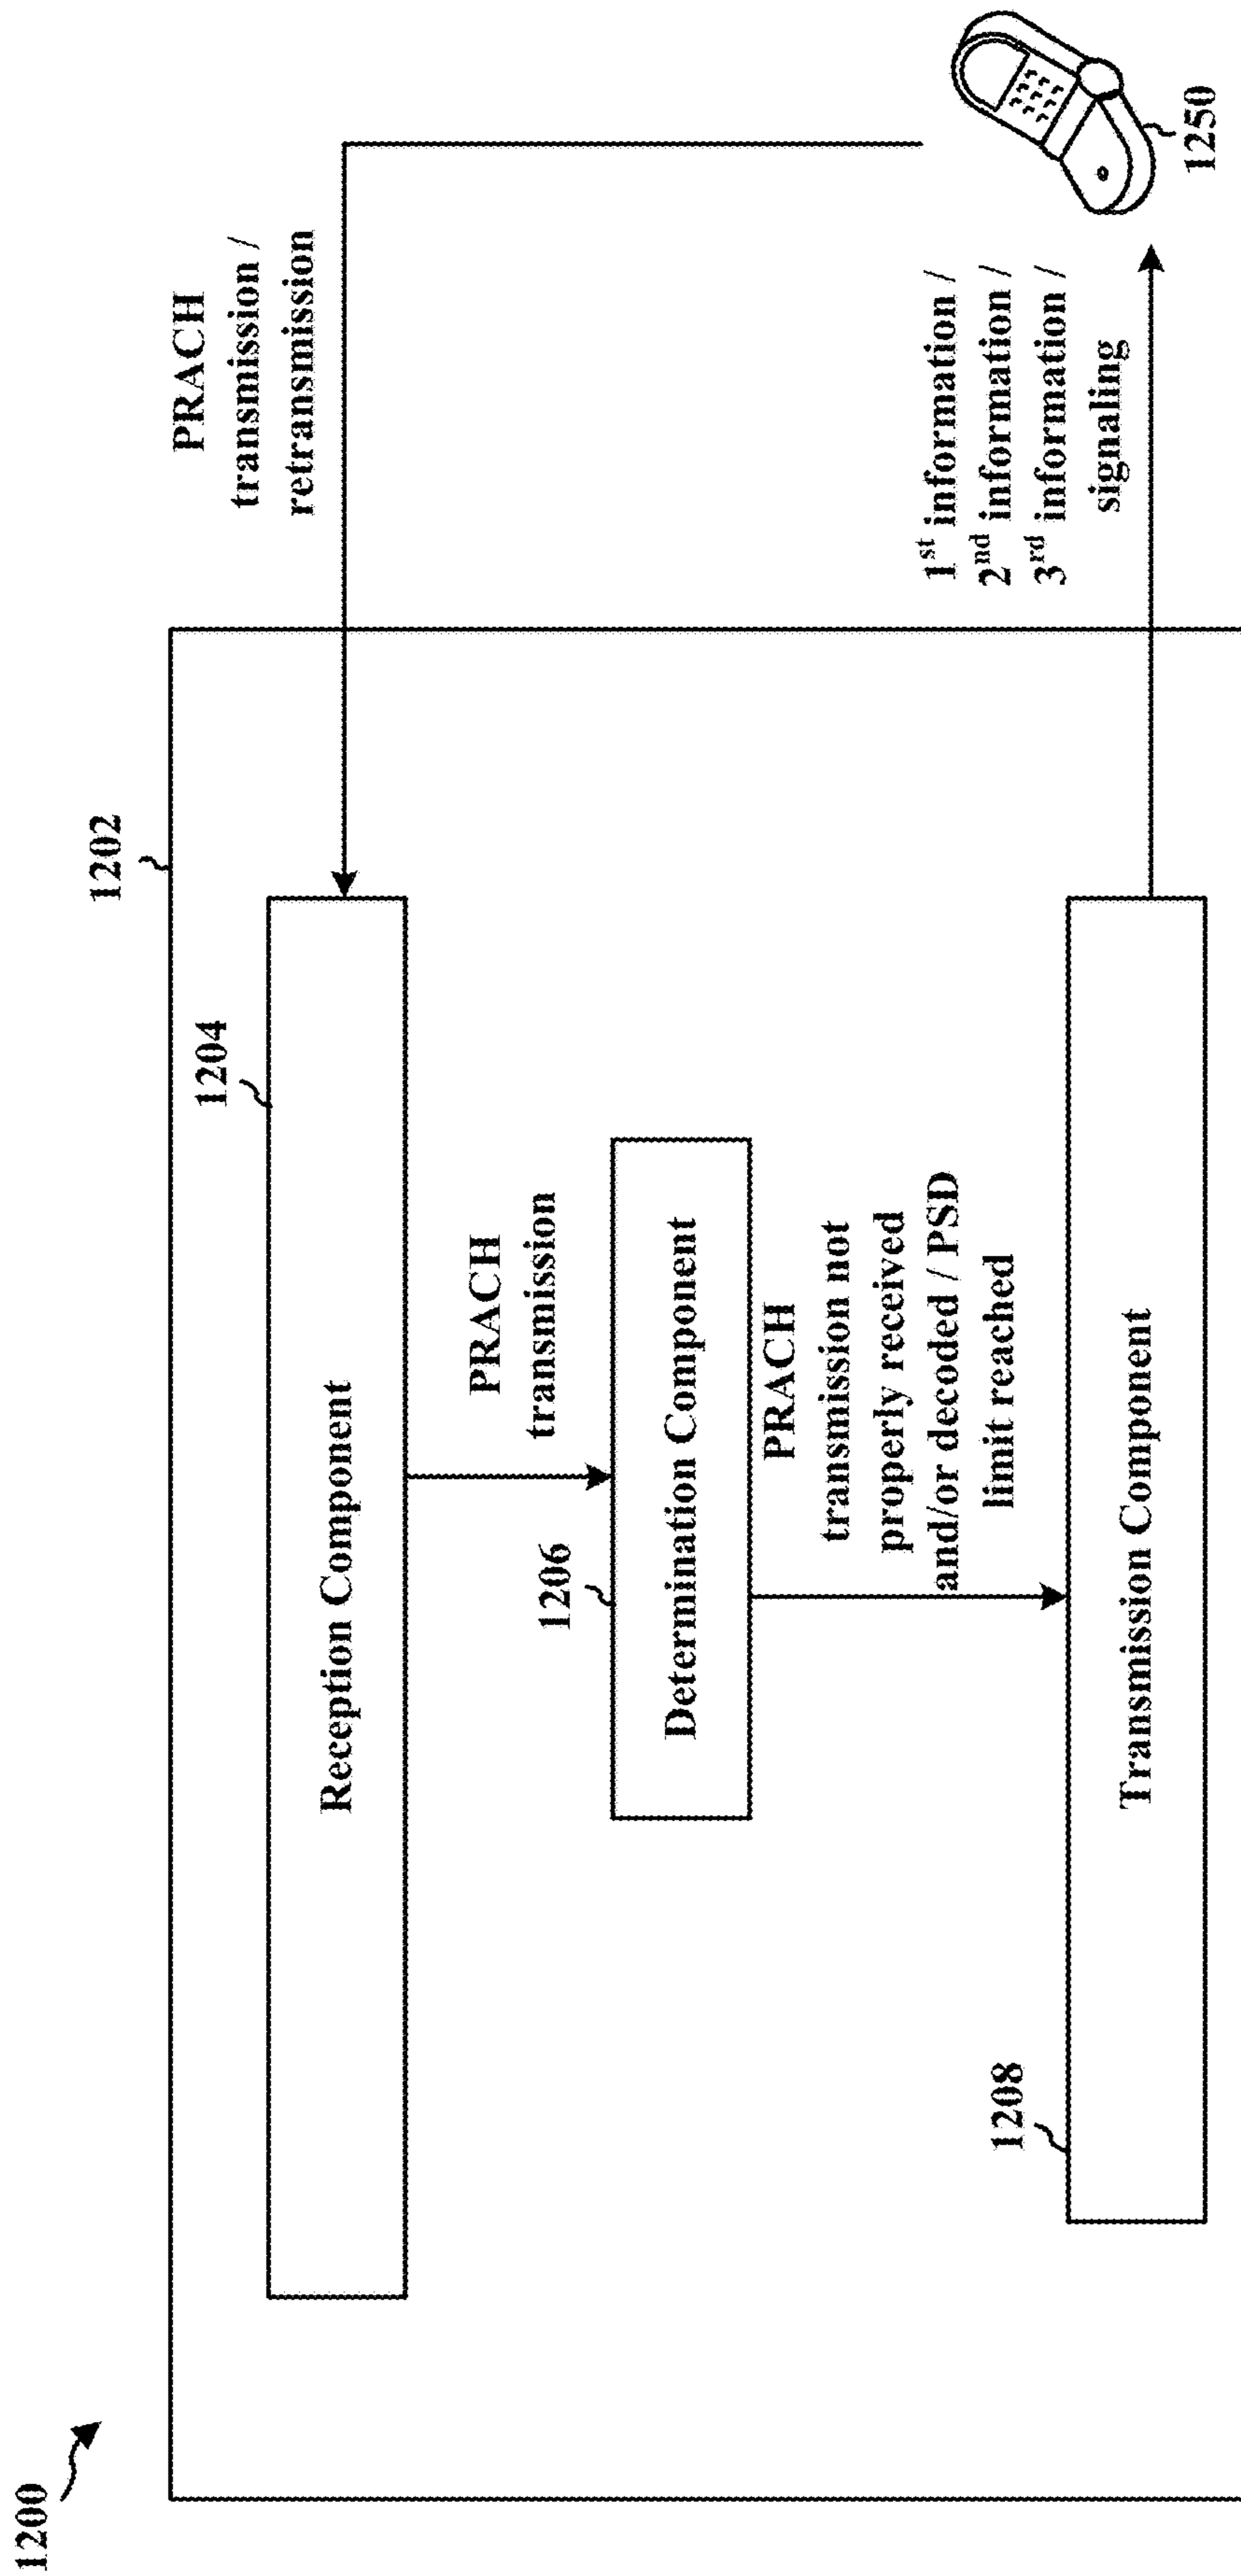 1200
1202
1204
Reception Component
PRACH
transmission /
retransmission
PRACH
transmission
1206
Determination Component
PRACH
transmission not
properly received
and/or decoded / PSD
limit reached
1208
Transmission Component
1st information /
2nd information /
3rd information /
signaling
1250